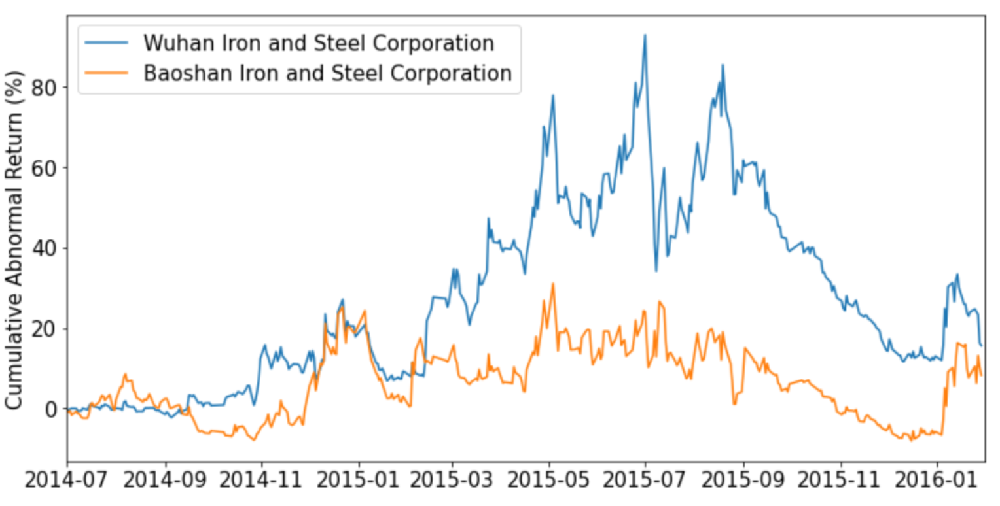 Wuhan Iron and Steel Corporation
Baoshan Iron and Steel Corporation
Cumulative Abnormal Return (%)
80
60
40
20
0
2014-07 2014-09 2014-11 2015-01 2015-03 2015-05 2015-07 2015-09 2015-11 2016-01